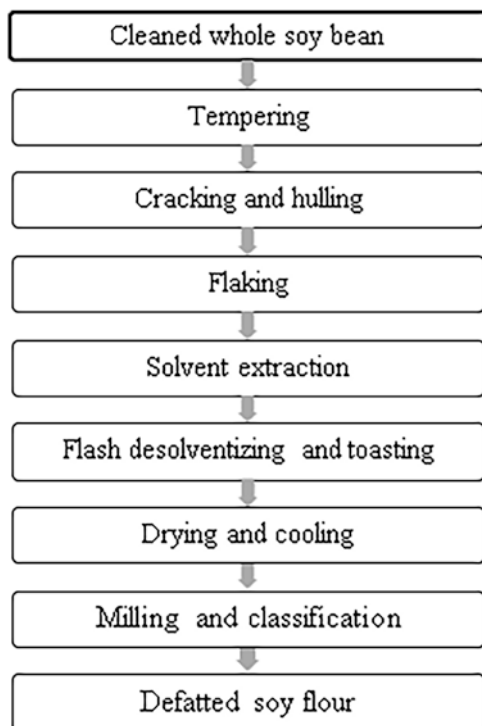 Cleaned whole soy bean
Tempering
Cracking and hulling
Flaking
Solvent extraction
Flash desolventizing and toasting
Drying and cooling
Milling and classification
Defatted soy flour